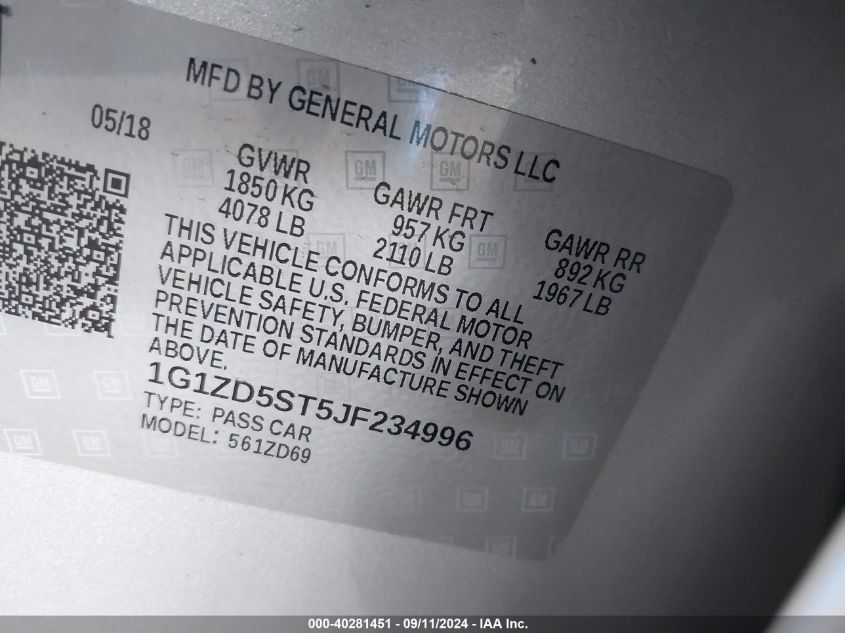 MFD BY GENERAL MOTORS LLC
05/18
GVWR
1850 KG
4078 LB
GAWR FRT
957 KG
2110 LB
GAWR RR
892 KG
1967 LB
THIS VEHICLE CONFORMS TO ALL
APPLICABLE U.S. FEDERAL MOTOR
VEHICLE SAFETY, BUMPER, AND THEFT
PREVENTION STANDARDS IN EFFECT ON
THE DATE OF MANUFACTURE SHOWN
ABOVE.
1G1ZD5ST5JF234996
TYPE: PASS CAR
MODEL: 561ZD69
GM
000-40281451 - 09/11/2024 - IAA Inc.